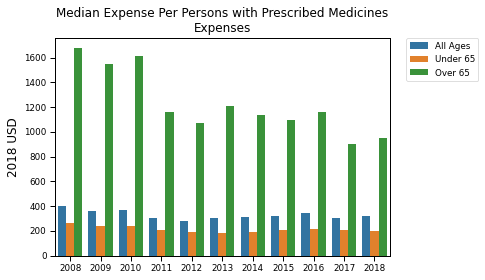 Median Expense Per Persons with Prescribed Medicines
Expenses
All Ages
Under 65
Over 65
2018 USD
1600
1400
1200
1000
800
600
400
200
0
2008 2009 2010 2011 2012 2013 2014 2015 2016 2017 2018